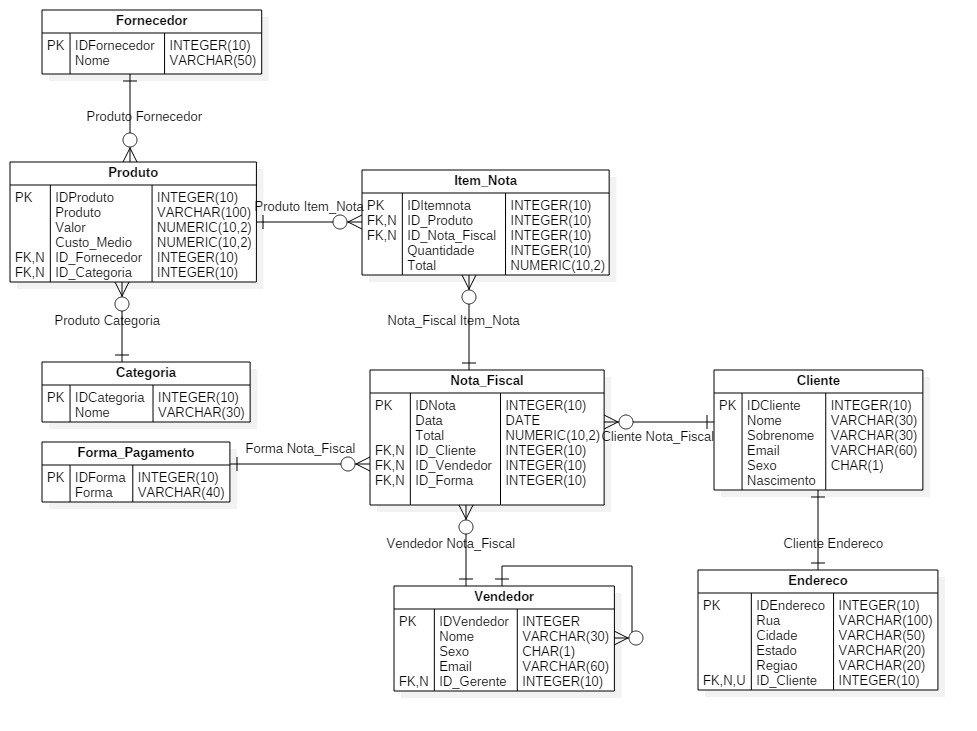 Fornecedor
PK IDFornecedor INTEGER(10)
Nome VARCHAR(50)
Produto Fornecedor
Produto
PK IDProduto INTEGER(10)
Produto VARCHAR(100)
Valor NUMERIC(10,2)
Custo_Medio NUMERIC(10,2)
FK,N ID_Fornecedor INTEGER(10)
FK,N ID_Categoria INTEGER(10)
Produto Item_Nota
Item_Nota
PK IDItemnota INTEGER(10)
FK,N ID_Produto INTEGER(10)
FK,N ID_Nota_Fiscal INTEGER(10)
Quantidade INTEGER(10)
Total NUMERIC(10,2)
Produto Categoria
Nota_Fiscal Item_Nota
Categoria
PK IDCategoria INTEGER(10)
Nome VARCHAR(30)
Forma_Pagamento
PK IDForma INTEGER(10)
Forma VARCHAR(40)
Forma Nota_Fiscal
Nota_Fiscal
PK IDNota INTEGER(10)
Data DATE
Total NUMERIC(10,2)
FK,N ID_Cliente INTEGER(10)
FK,N ID_Vendedor INTEGER(10)
FK,N ID_Forma INTEGER(10)
Cliente Nota_Fiscal
Cliente
PK IDCliente INTEGER(10)
Nome VARCHAR(30)
Sobrenome VARCHAR(30)
Email VARCHAR(60)
Sexo CHAR(1)
Nascimento
Vendedor Nota_Fiscal
Cliente Endereco
Vendedor
PK IDVendedor INTEGER
Nome VARCHAR(30)
Sexo CHAR(1)
Email VARCHAR(60)
FK,N ID_Gerente INTEGER(10)
Endereco
PK IDEndereco INTEGER(10)
Rua VARCHAR(100)
Cidade VARCHAR(50)
Estado VARCHAR(20)
Regiao VARCHAR(20)
FK,N,U ID_Cliente INTEGER(10)